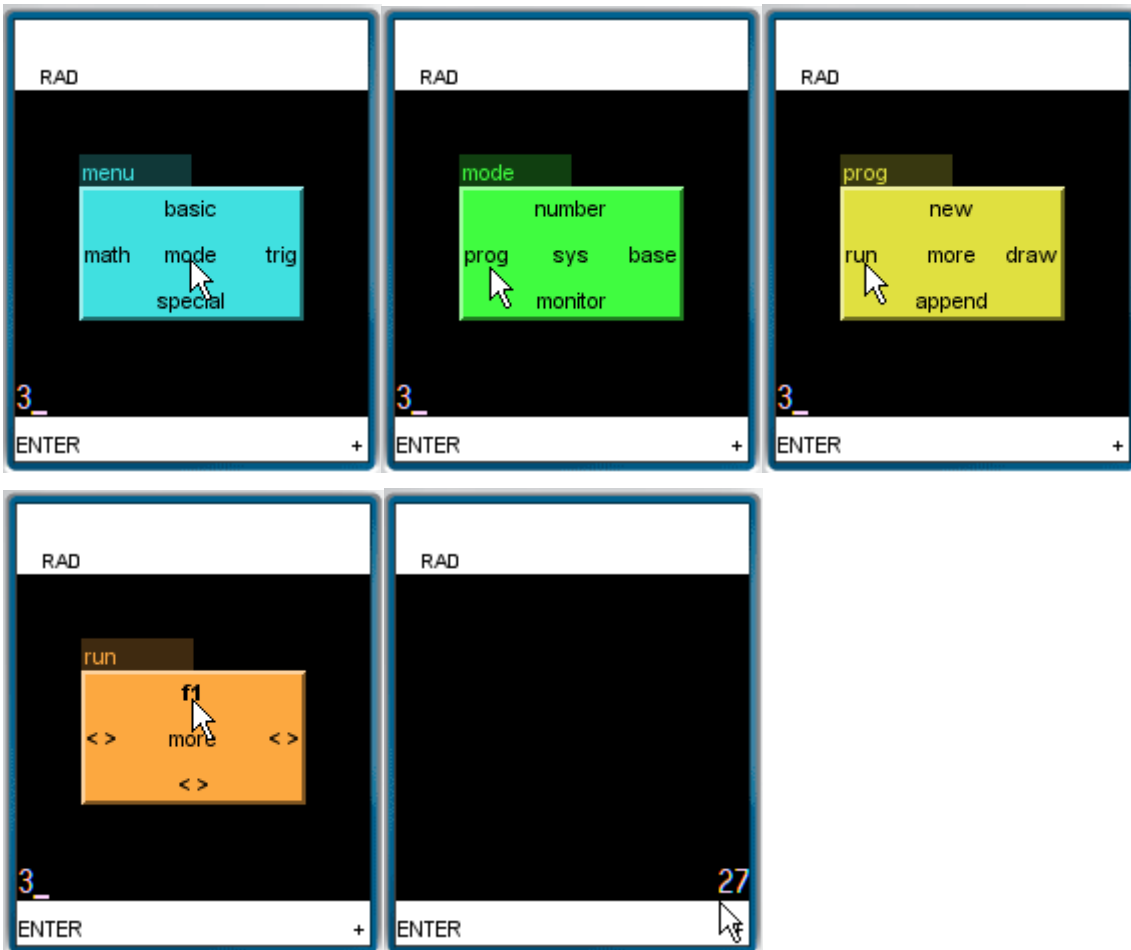 RAD
menu
basic
math mode trig
special
3_
ENTER +
RAD
mode
number
prog sys base
monitor
3_
ENTER +
RAD
prog
new
run more draw
append
3_
ENTER +
RAD
run
f1
< > more < >
< >
3_
ENTER +
RAD
27
ENTER